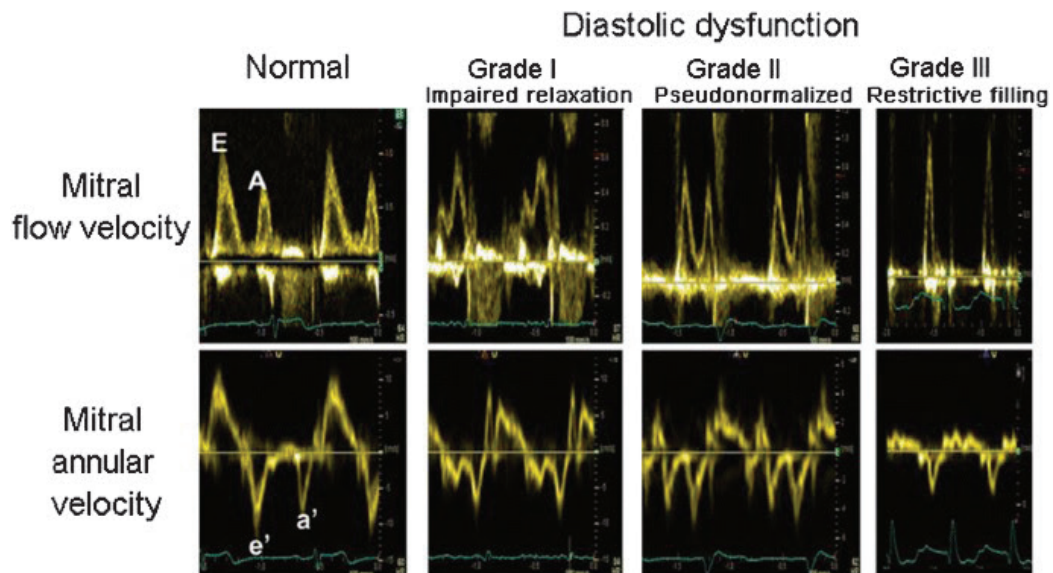 Diastolic dysfunction
Normal
Grade I
Impaired relaxation
Grade II
Pseudonormalized
Grade III
Restrictive filling
Mitral
flow velocity
E
A
Mitral
annular
velocity
e’
a’